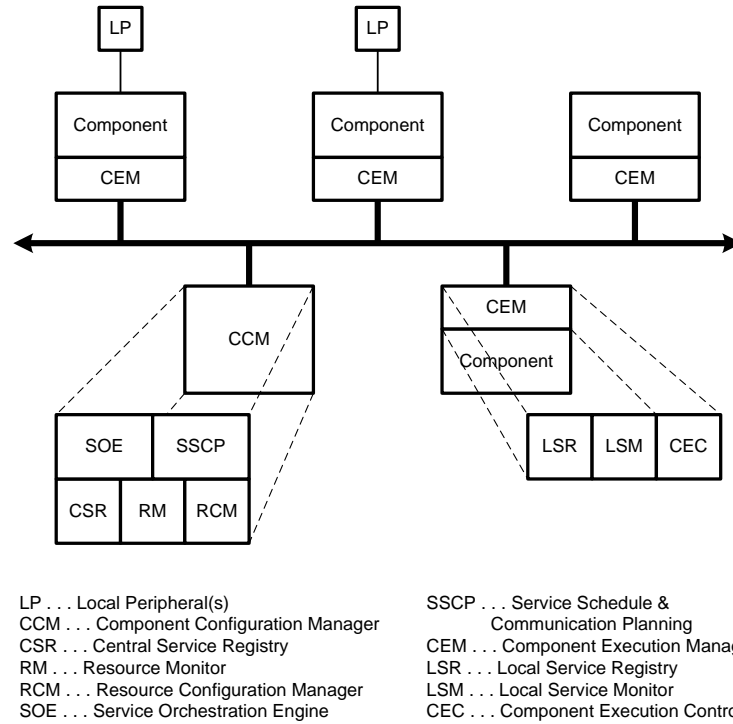 LP
LP
Component
Component
Component
CEM
CEM
CEM
CCM
CEM
Component
SOE
SSCP
LSR
LSM
CEC
CSR
RM
RCM
LP . . . Local Peripheral(s)
CCM . . . Component Configuration Manager
CSR . . . Central Service Registry
RM . . . Resource Monitor
RCM . . . Resource Configuration Manager
SOE . . . Service Orchestration Engine
SSCP . . . Service Schedule &
Communication Planning
CEM . . . Component Execution
LSR . . . Local Service Registry
LSM . . . Local Service Monitor
CEC . . . Component Execution